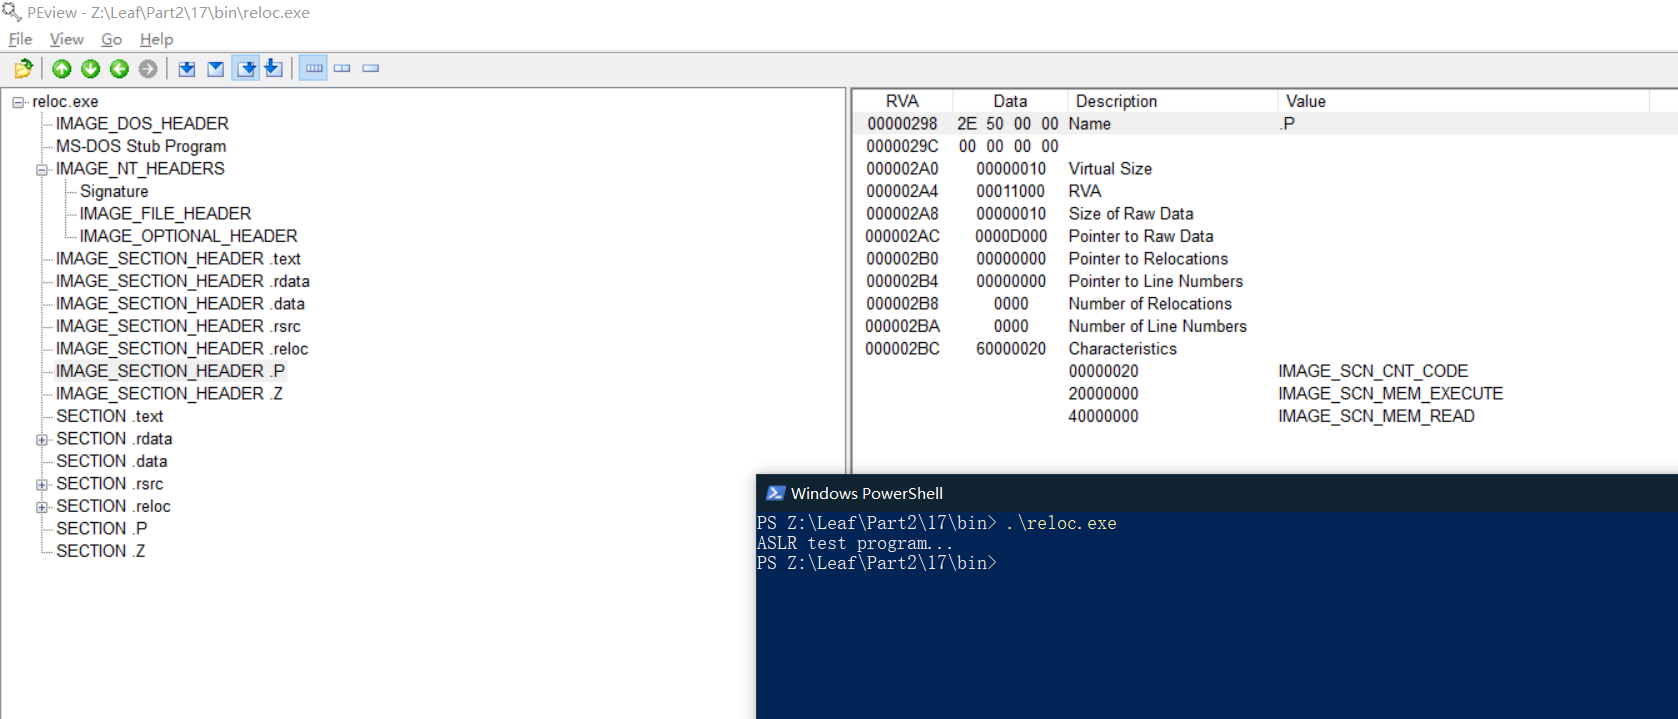 PEview - Z:\Leaf\Part2\17\bin\reloc.exe
File View Go Help
reloc.exe
IMAGE_DOS_HEADER
MS-DOS Stub Program
IMAGE_NT_HEADERS
Signature
IMAGE_FILE_HEADER
IMAGE_OPTIONAL_HEADER
IMAGE_SECTION_HEADER .text
IMAGE_SECTION_HEADER .rdata
IMAGE_SECTION_HEADER .data
IMAGE_SECTION_HEADER .rsrc
IMAGE_SECTION_HEADER .reloc
IMAGE_SECTION_HEADER .P
IMAGE_SECTION_HEADER .Z
SECTION .text
SECTION .rdata
SECTION .data
SECTION .rsrc
SECTION .reloc
SECTION .P
SECTION .Z
RVA Data Description Value
00000298 2E 50 00 00 Name .P
0000029C 00 00 00 00
000002A0 00000010 Virtual Size
000002A4 00011000 RVA
000002A8 00000010 Size of Raw Data
000002AC 0000D000 Pointer to Raw Data
000002B0 00000000 Pointer to Relocations
000002B4 00000000 Pointer to Line Numbers
000002B8 0000 Number of Relocations
000002BA 0000 Number of Line Numbers
000002BC 60000020 Characteristics
00000020 IMAGE_SCN_CNT_CODE
20000000 IMAGE_SCN_MEM_EXECUTE
40000000 IMAGE_SCN_MEM_READ
Windows PowerShell
PS Z:\Leaf\Part2\17\bin> .\reloc.exe
ASLR test program...
PS Z:\Leaf\Part2\17\bin>